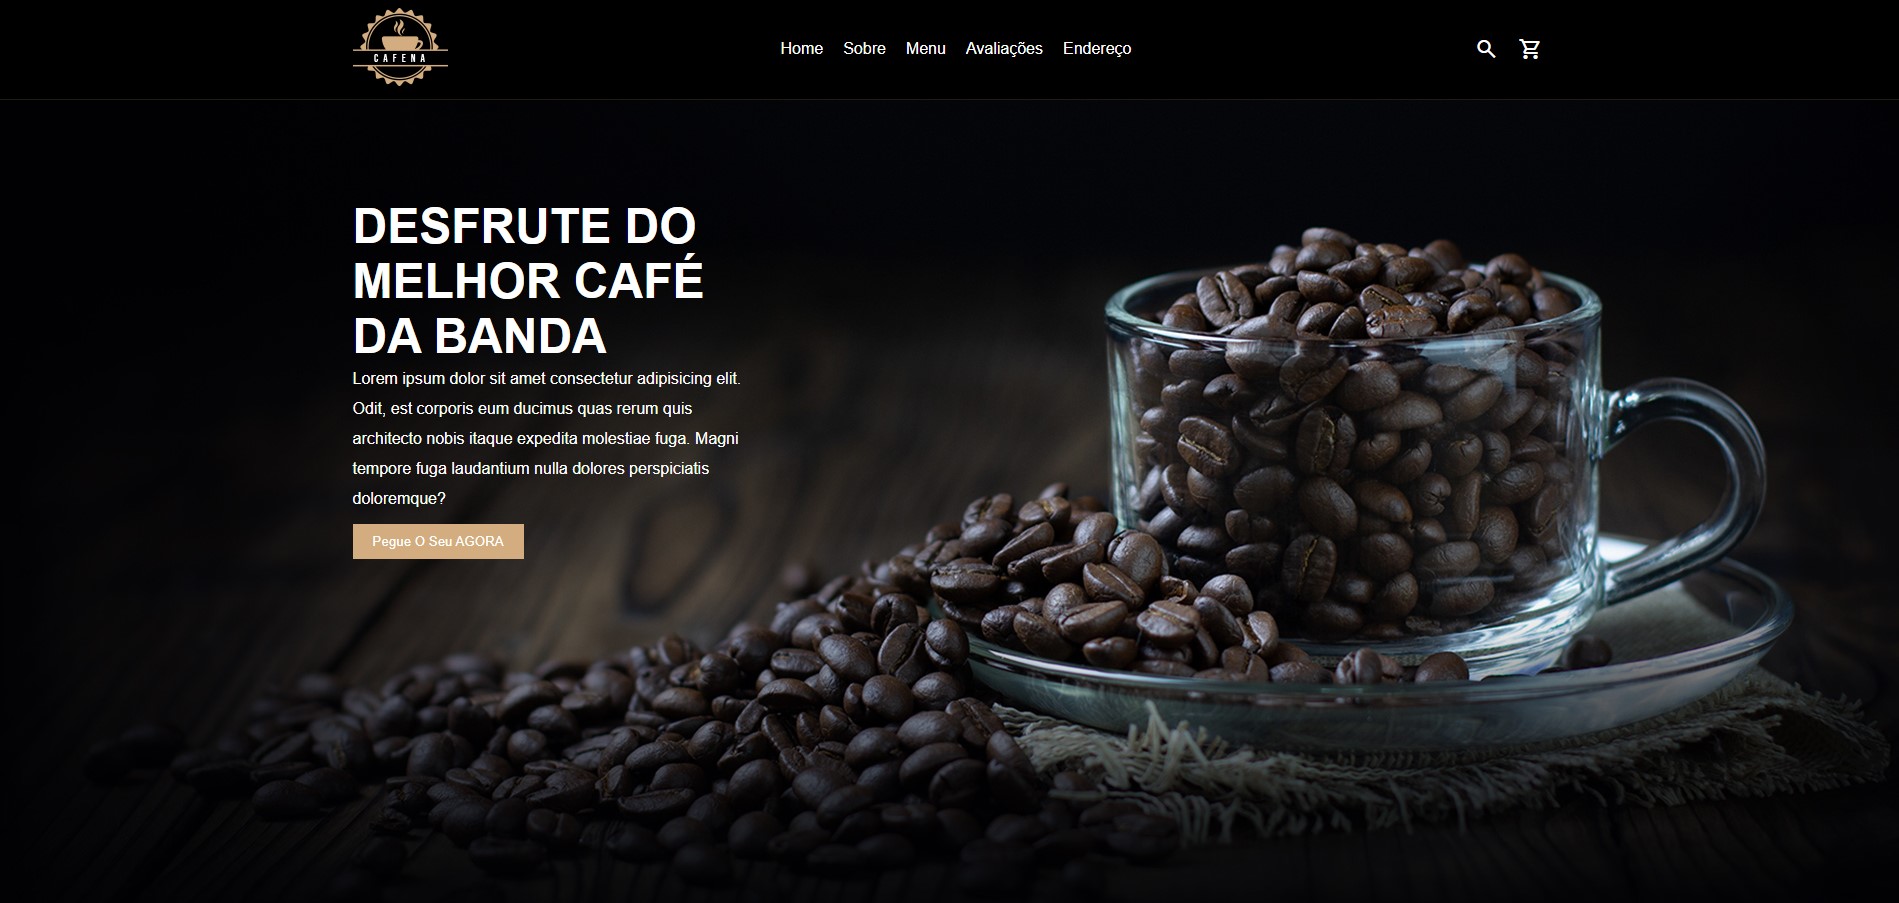 CAFENA
Home Sobre Menu Avaliações Endereço
DESFRUTE DO
MELHOR CAFÉ
DA BANDA
Lorem ipsum dolor sit amet consectetur adipisicing elit.
Odit, est corporis eum ducimus quas rerum quis
architecto nobis itaque expedita molestiae fuga. Magni
tempore fuga laudantium nulla dolores perspiciatis
doloremque?
Pegue O Seu AGORA